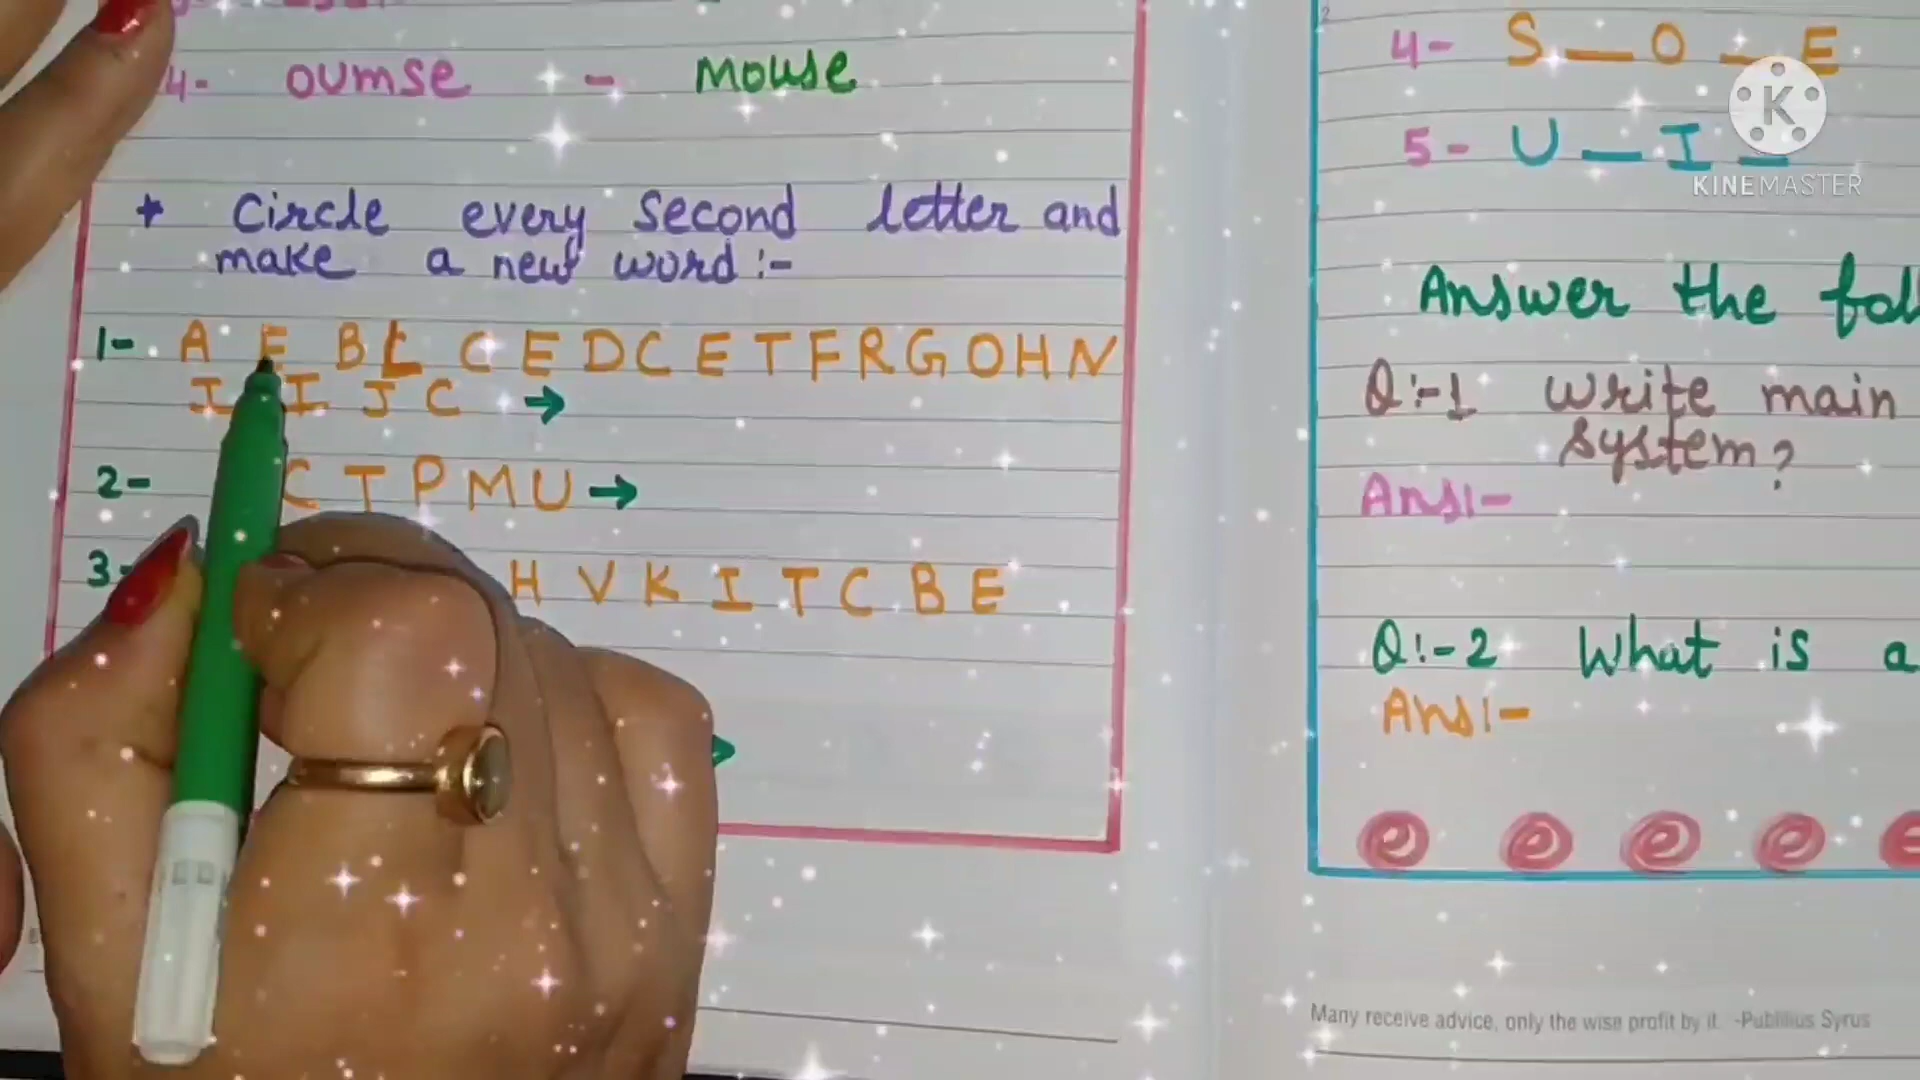 4- OUMSE - MOUSE
* Circle every second letter and
make a new word :-
1- A E B L C E D C E T F R G O H N
I I J C →
2- C T P M U →
3- H V K I T C B E
4- S _ O _ E
5- U _ I _
KINEMASTER
Answer the
Q:-1 Write main
system?
Ans:-
Q:-2 What is a
Ans:-
Many receive advice, only the wise profit by it. -Publilius Syrus